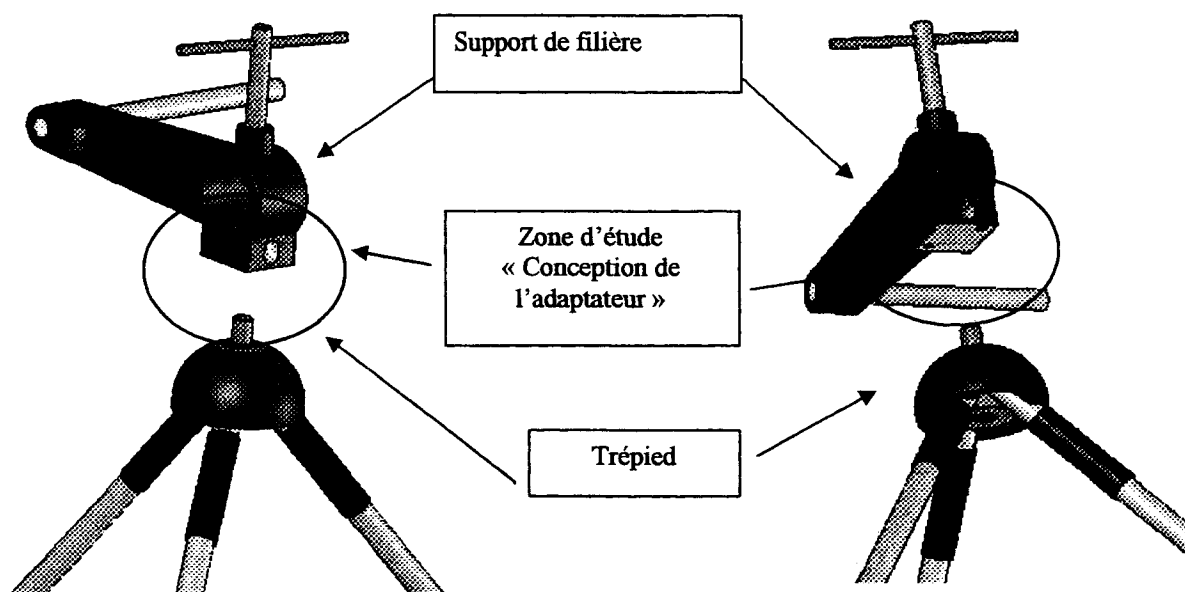 Support de filière
Zone d'étude
« Conception de
l'adaptateur »
Trépied